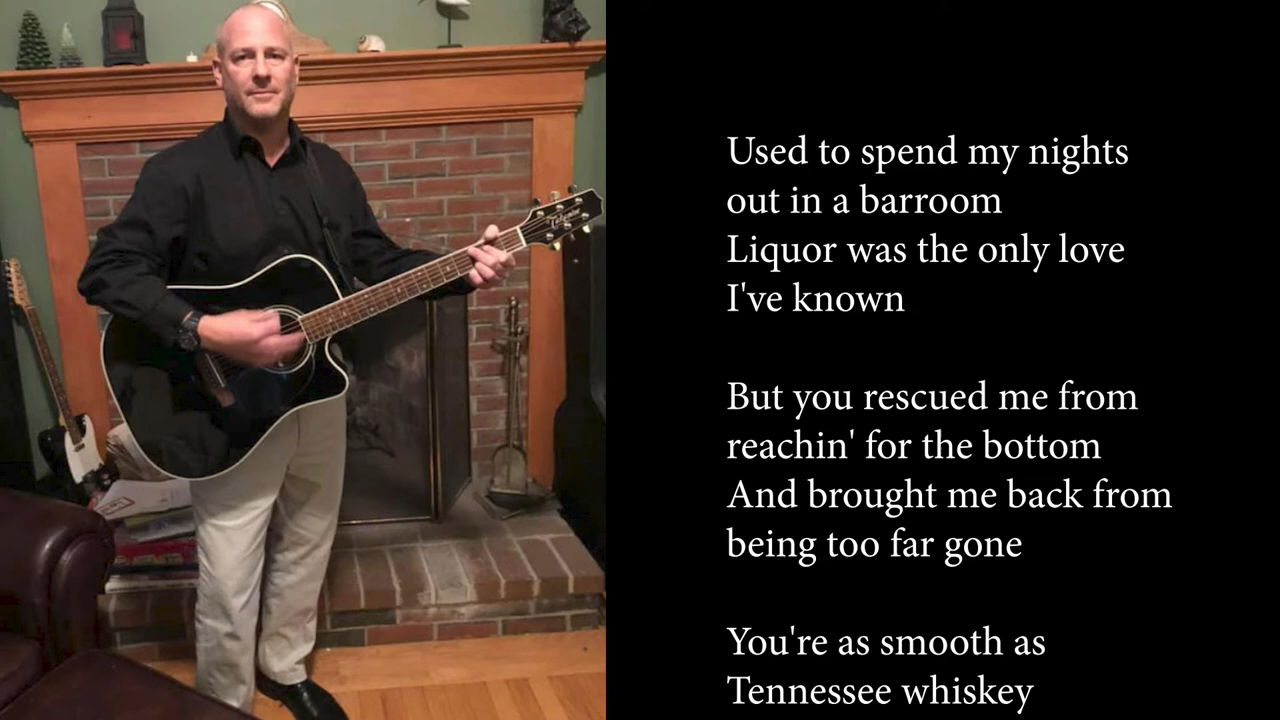 Used to spend my nights
out in a barroom
Liquor was the only love
I've known
But you rescued me from
reachin' for the bottom
And brought me back from
being too far gone
You're as smooth as
Tennessee whiskey